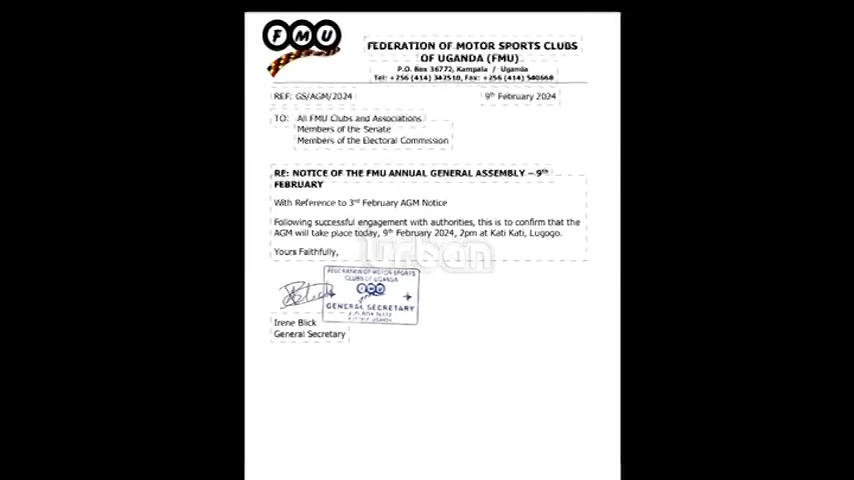 FMU
FEDERATION OF MOTOR SPORTS CLUBS
OF UGANDA (FMU)
P.O. Box 36772, Kampala / Uganda
Tel: +256 (414) 342510, Fax: +256 (414) 540668
REF: GS/AGM/2024
9th February 2024
TO: All FMU Clubs and Associations
Members of the Senate
Members of the Electoral Commission
RE: NOTICE OF THE FMU ANNUAL GENERAL ASSEMBLY – 9th
FEBRUARY
With Reference to 3rd February AGM Notice
Following successful engagement with authorities, this is to confirm that the
AGM will take place today, 9th February 2024, 2pm at Kati Kati, Lugogo.
urban
Yours Faithfully,
FEDERATION OF MOTOR SPORTS
CLUBS OF UGANDA
FMU
GENERAL SECRETARY
Irene Blick
General Secretary